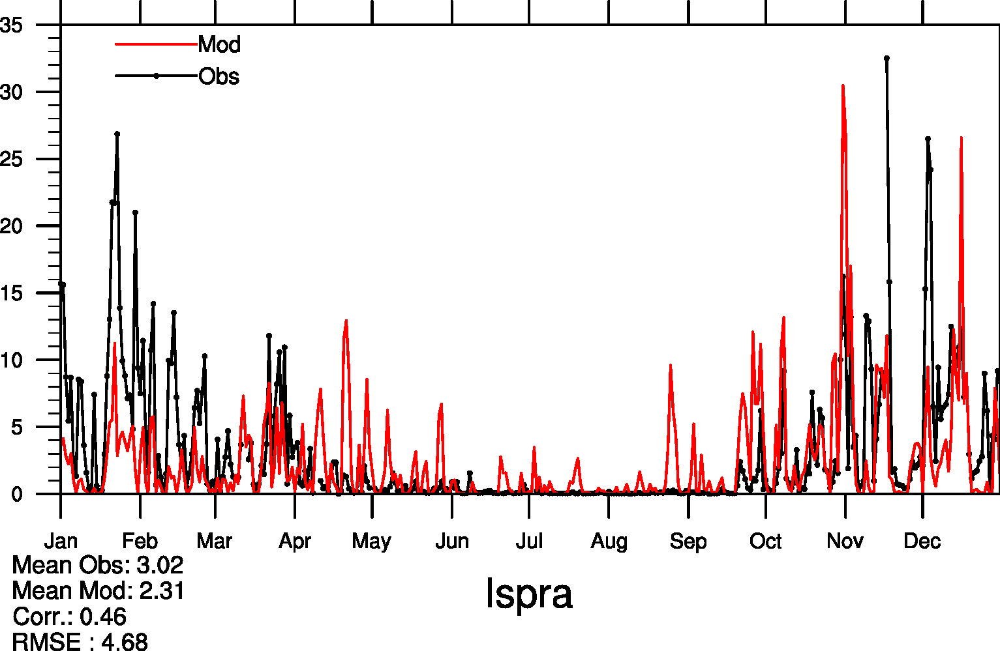 35
30
25
20
15
10
5
0
Mod
Obs
Jan Feb Mar Apr May Jun Jul Aug Sep Oct Nov Dec
Mean Obs: 3.02
Mean Mod: 2.31
Corr.: 0.46
RMSE : 4.68
Ispra